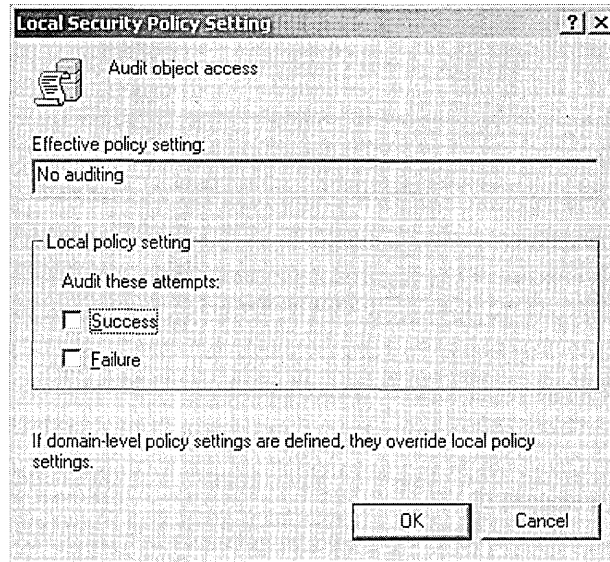 Local Security Policy Setting
Audit object access
Effective policy setting:
No auditing
Local policy setting
Audit these attempts:
Success
Failure
If domain-level policy settings are defined, they override local policy
settings.
OK
Cancel